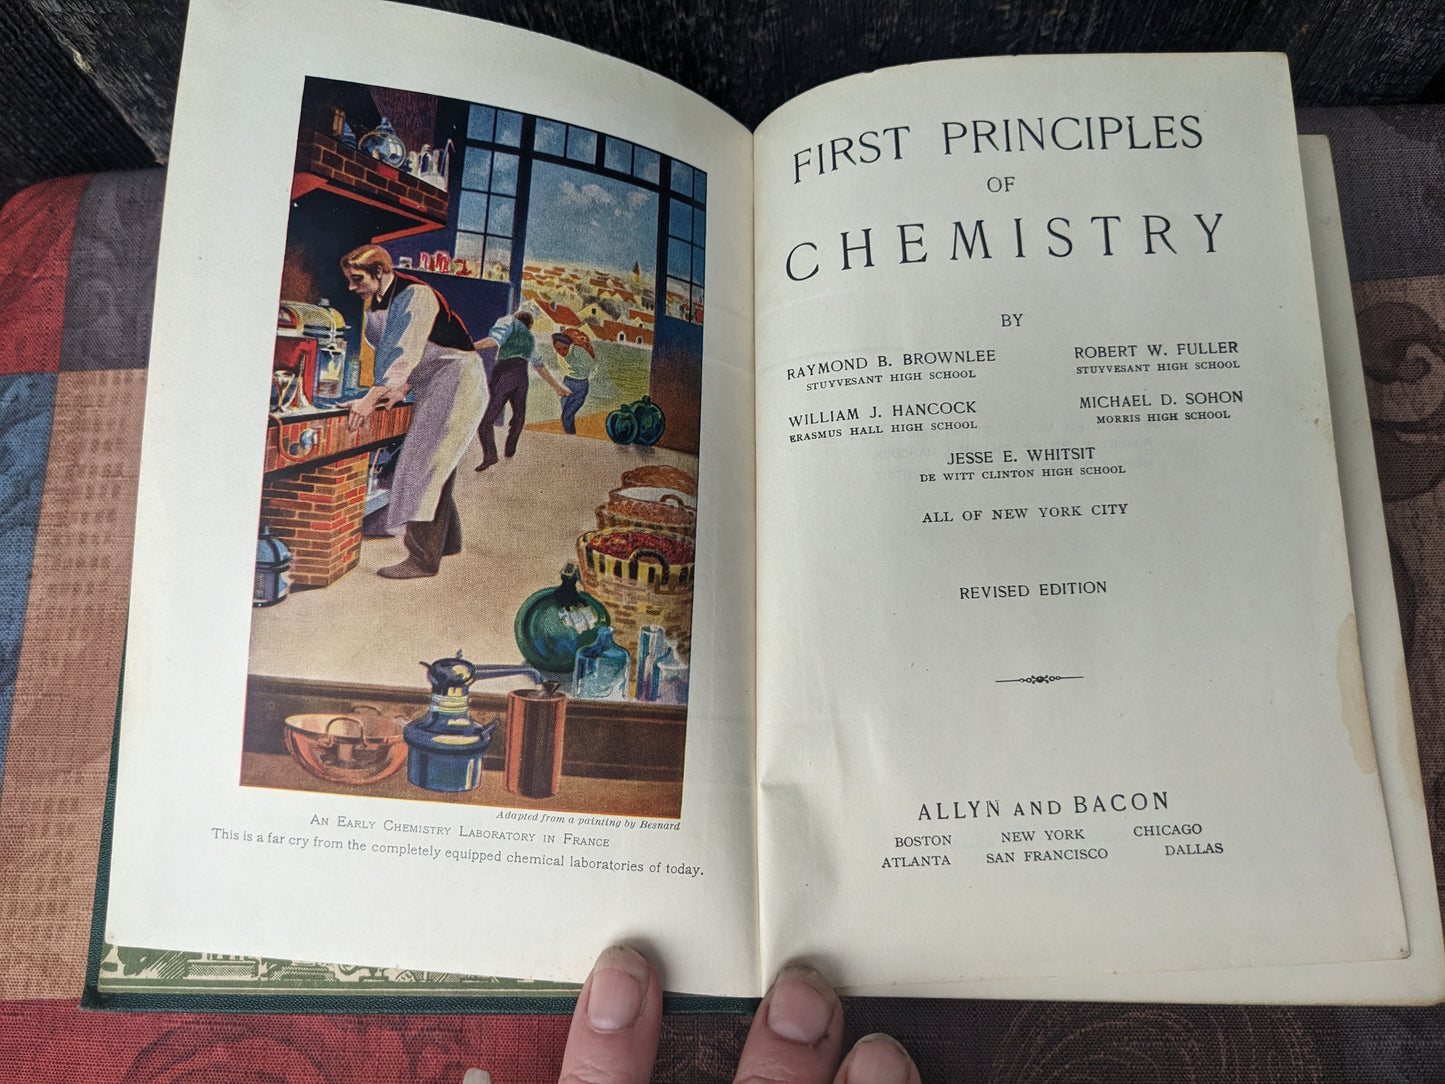 Adapted from a painting by Besnard
AN EARLY CHEMISTRY LABORATORY IN FRANCE
This is a far cry from the completely equipped chemical laboratories of today.
FIRST PRINCIPLES
OF
CHEMISTRY
BY
RAYMOND B. BROWNLEE
STUYVESANT HIGH SCHOOL
ROBERT W. FULLER
STUYVESANT HIGH SCHOOL
WILLIAM J. HANCOCK
ERASMUS HALL HIGH SCHOOL
MICHAEL D. SOHON
MORRIS HIGH SCHOOL
JESSE E. WHITSIT
DE WITT CLINTON HIGH SCHOOL
ALL OF NEW YORK CITY
REVISED EDITION
ALLYN AND BACON
BOSTON NEW YORK CHICAGO
ATLANTA SAN FRANCISCO DALLAS